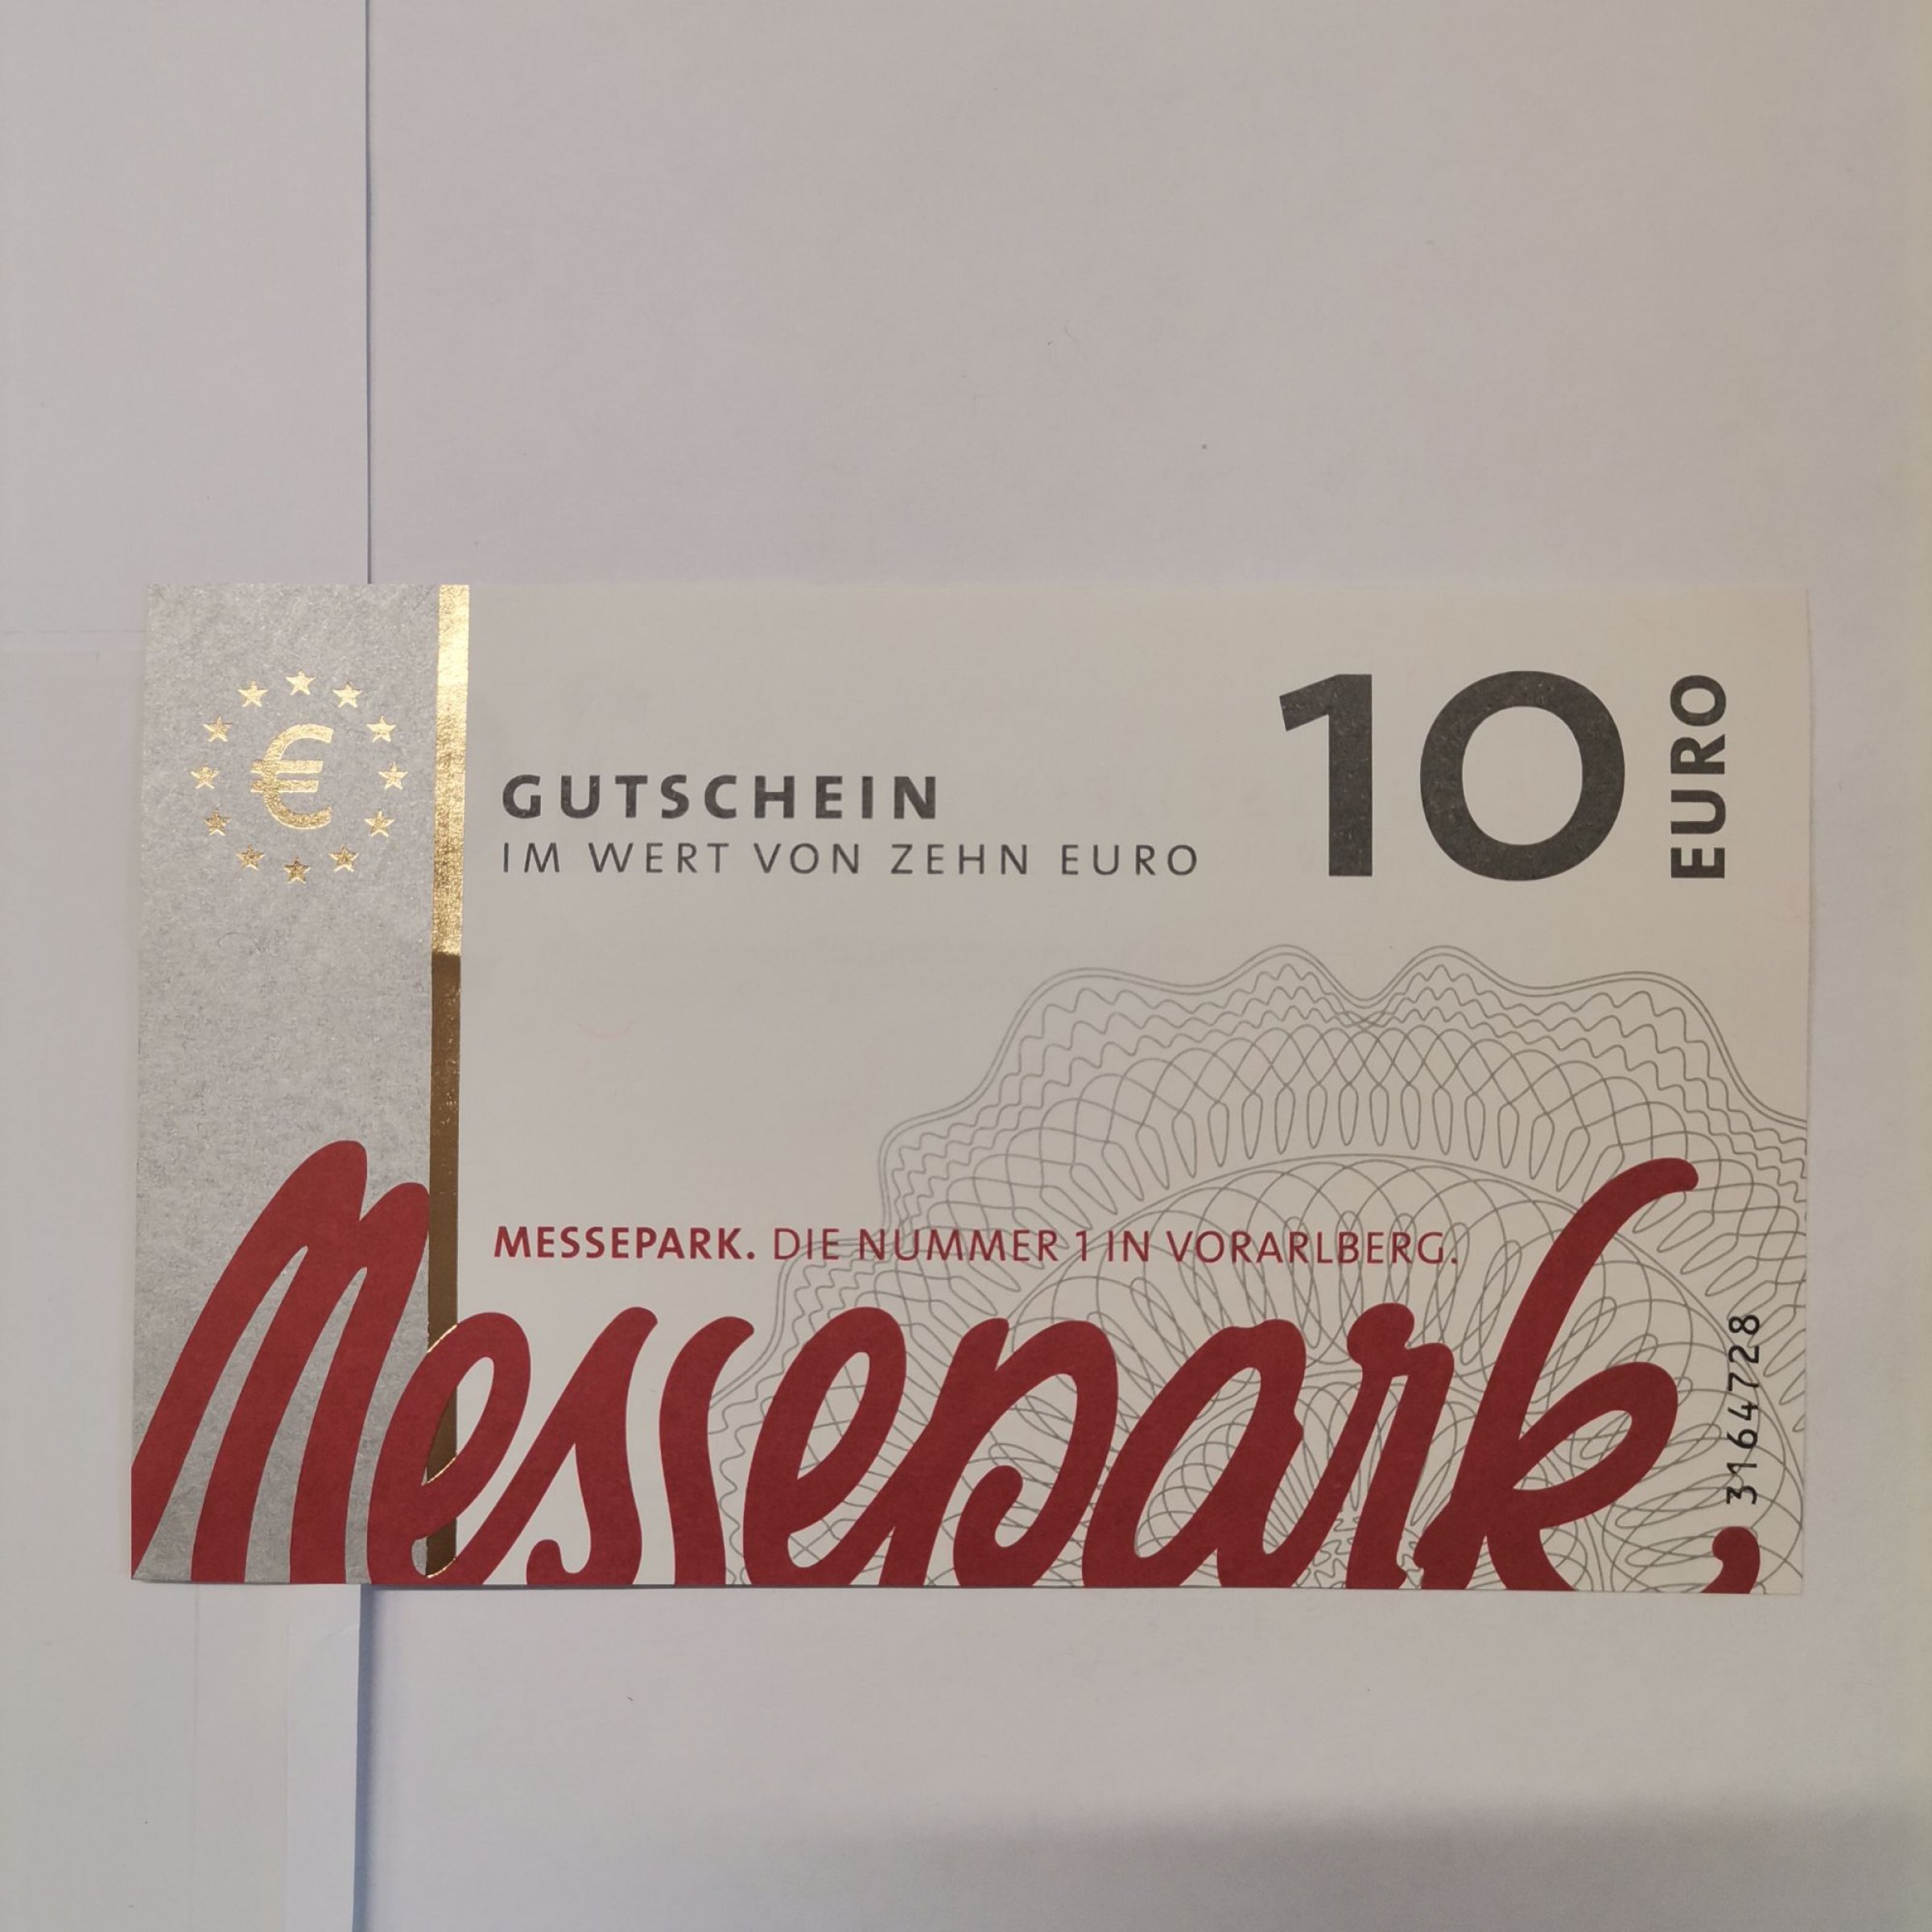 €
GUTSCHEIN
IM WERT VON ZEHN EURO
10
EURO
MESSEPARK. DIE NUMMER 1 IN VORARLBERG.
Messepark,
3164728